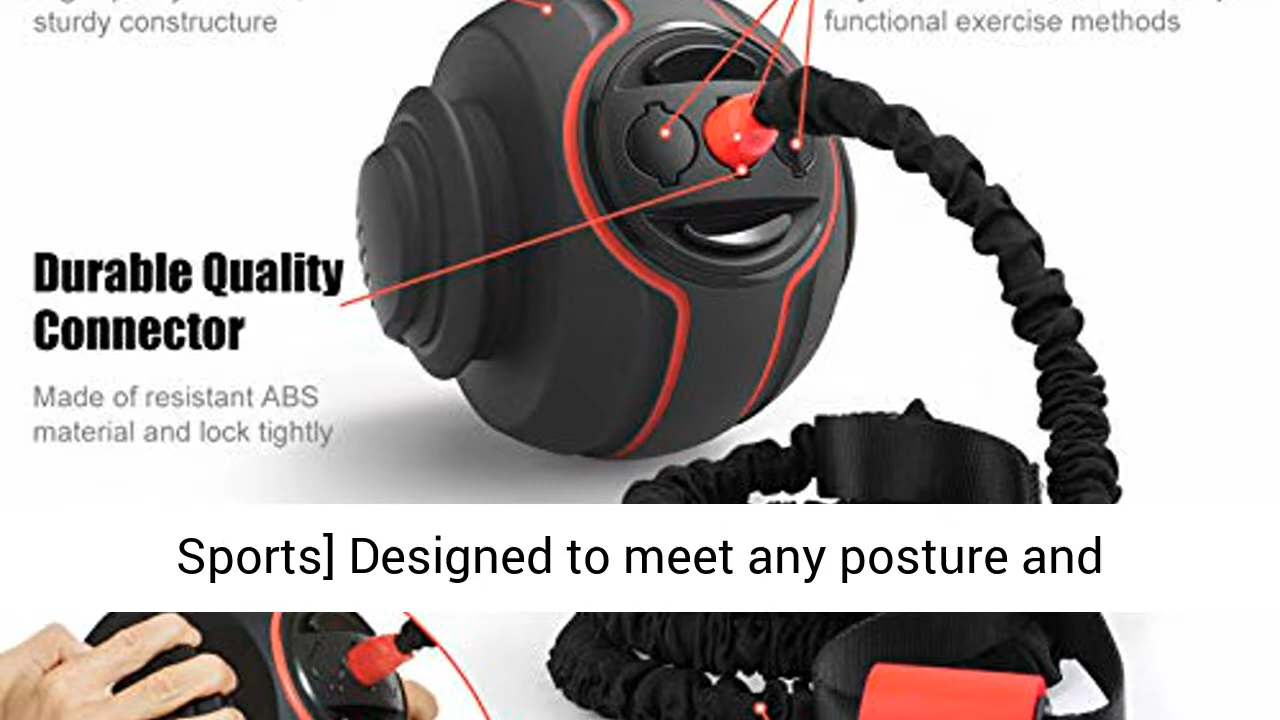 sturdy constructure
functional exercise methods
Durable Quality
Connector
Made of resistant ABS
material and lock tightly
Sports] Designed to meet any posture and